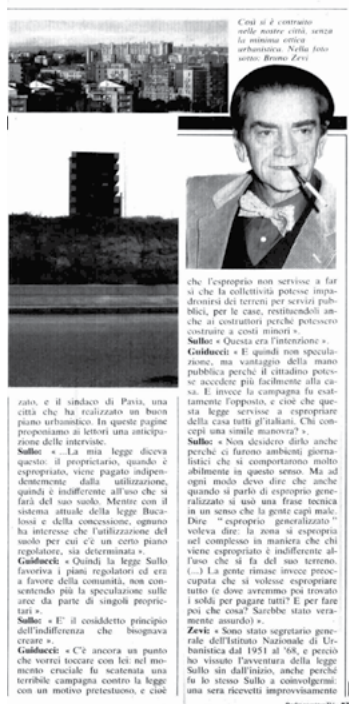 Così si è costruito
nelle nostre città, senza
la minima ottica
urbanistica. Nella foto
sotto: Bruno Zevi.
zato, e il sindaco di Pavia, una
città che ha realizzato un buon
piano urbanistico. In queste pagine
proponiamo ai lettori una anticipa-
zione delle interviste.
Sullo: « ...La mia legge diceva
questo: il proprietario, quando è
espropriato, viene pagato indipen-
dentemente dalla utilizzazione,
quindi è indifferente all'uso che si
farà del suo suolo. Mentre con il
sistema attuale della legge Buca-
lossi e della concessione, ognuno
ha interesse che l'utilizzazione del
suolo per cui c'è un certo piano
regolatore, sia determinata ».
Guiducci: « Quindi la legge Sullo
favoriva i piani regolatori ed era
a favore della comunità, non con-
sentendo più la speculazione sulle
aree da parte di singoli proprie-
tari ».
Sullo: « E' il cosiddetto principio
dell'indifferenza che bisognava
creare ».
Guiducci: « C'è ancora un punto
che vorrei toccare con lei: nel mo-
mento cruciale fu scatenata una
terribile campagna contro la legge
con un motivo pretestuoso, e cioè
che l'esproprio non servisse a far
sì che la collettività potesse impa-
dronirsi dei terreni per servizi pub-
blici, per le case, restituendoli an-
che ai costruttori perché potessero
costruire a costi minori ».
Sullo: « Questa era l'intenzione ».
Guiducci: « E quindi non specula-
zione, ma vantaggio della mano
pubblica perché il cittadino potes-
se accedere più facilmente alla ca-
sa. E invece la campagna fu esat-
tamente l'opposto, e cioè che que-
sta legge servisse a espropriare
della casa tutti gl'italiani. Chi con-
cepì una simile manovra? ».
Sullo: « Non desidero dirlo anche
perché ci furono ambienti giorna-
listici che si comportarono molto
abilmente in questo senso. Ma ad
ogni modo devo dire che anche
quando si parlò di esproprio gene-
ralizzato si usò una frase tecnica
in un senso che la gente capì male.
Dire " esproprio generalizzato "
voleva dire: la zona si espropria
nel complesso in maniera che chi
viene espropriato è indifferente al-
l'uso che si fa del suo terreno.
(...) La gente rimase invece preoc-
cupata che si volesse espropriare
tutto (e dove avremmo poi trovato
i soldi per pagare tutti? E per fare
poi che cosa? Sarebbe stato vera-
mente assurdo) ».
Zevi: « Sono stato segretario gene-
rale dell'Istituto Nazionale di Ur-
banistica dal 1951 al '68, e perciò
ho vissuto l'avventura della legge
Sullo sin dall'inizio, anche perché
fu lo stesso Sullo a coinvolgermi:
una sera ricevetti improvvisamente